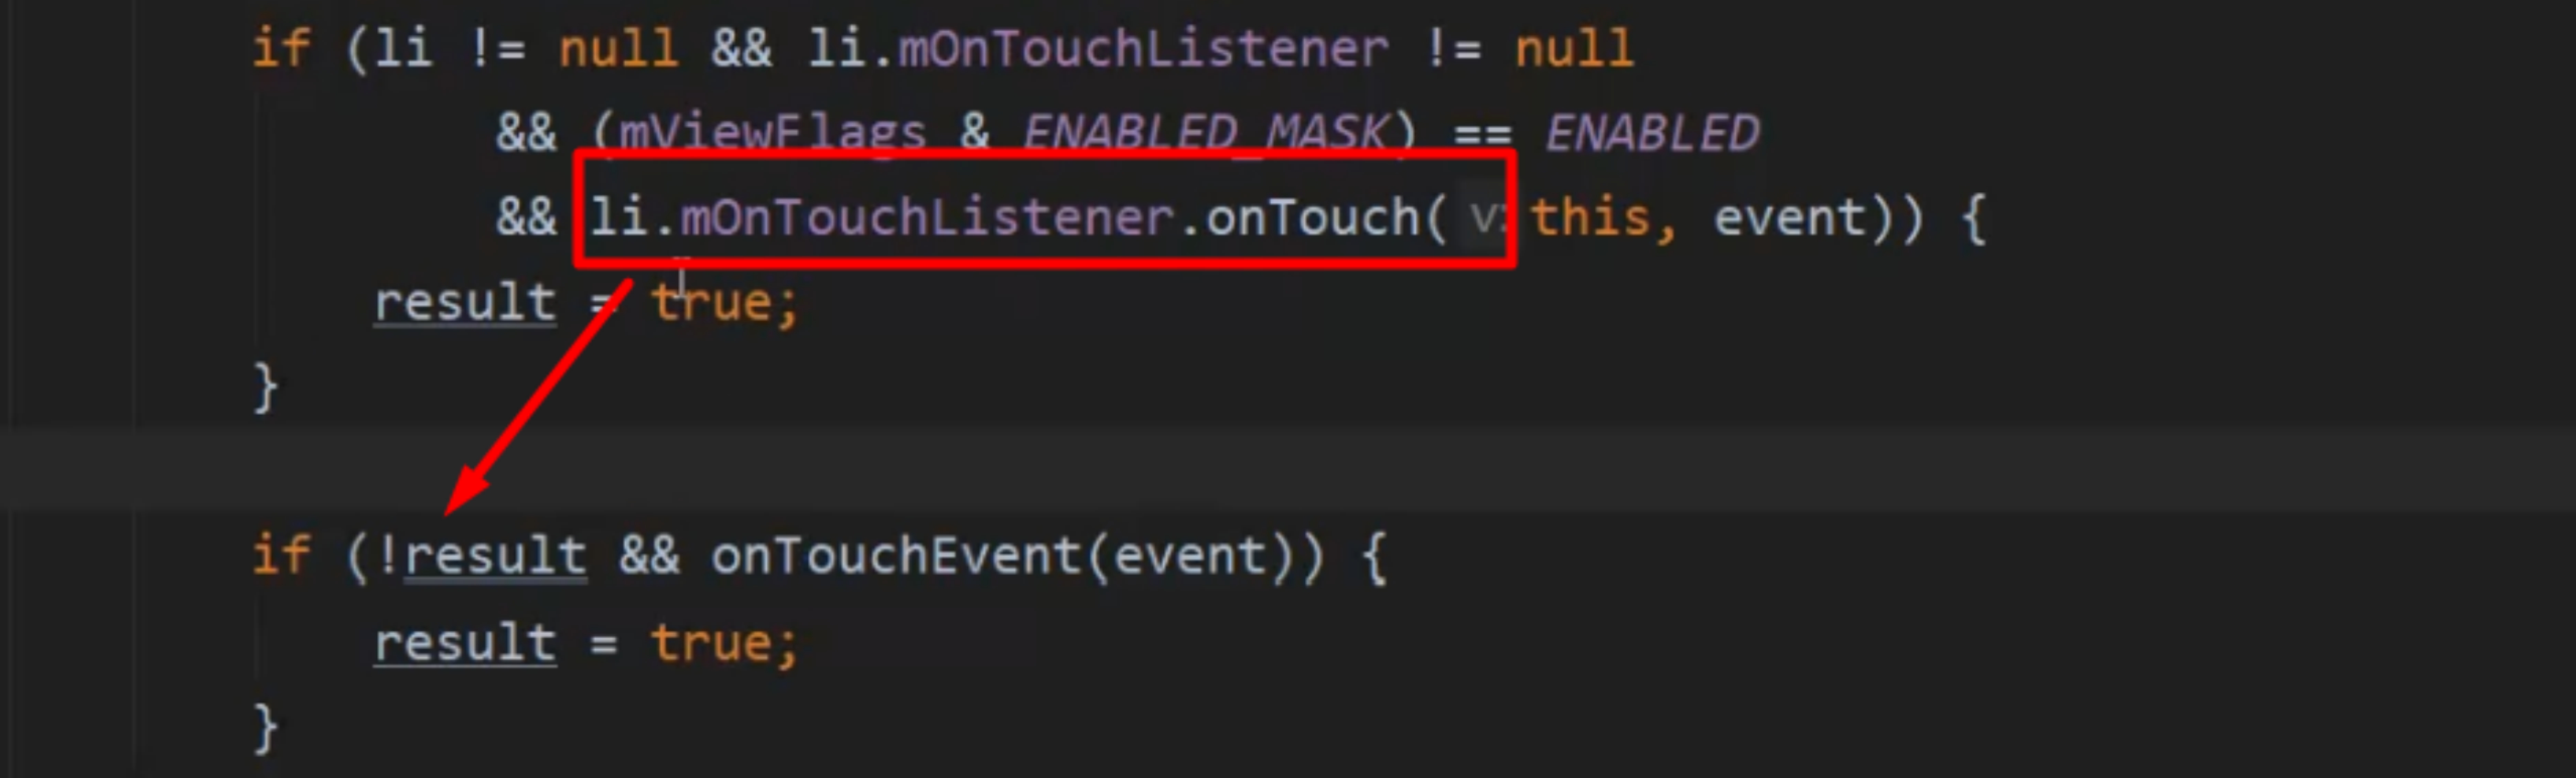 if (li != null && li.mOnTouchListener != null
&& (mViewFlags & ENABLED_MASK) == ENABLED
&& li.mOnTouchListener.onTouch( v: this, event)) {
result = true;
}
if (!result && onTouchEvent(event)) {
result = true;
}